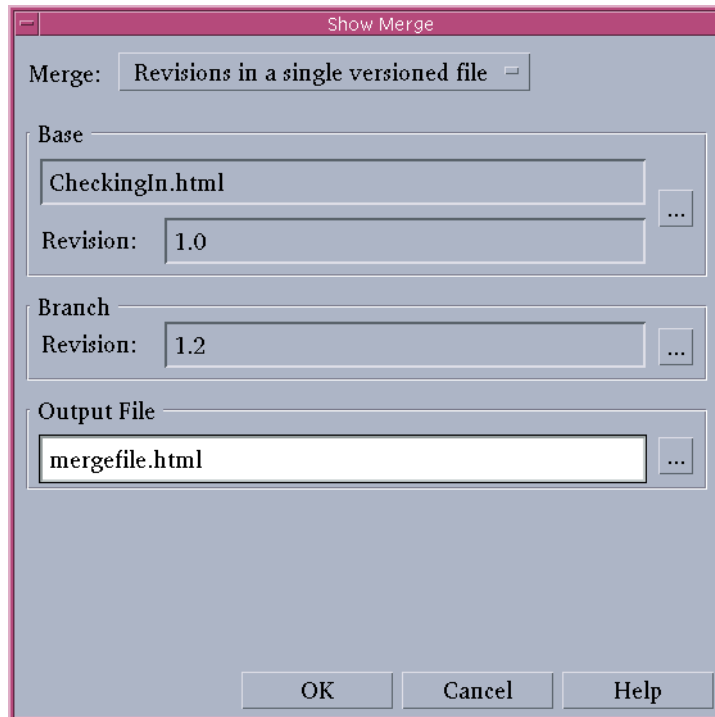 Show Merge
Merge: Revisions in a single versioned file
Base
CheckingIn.html
...
Revision: 1.0
Branch
Revision: 1.2 ...
Output File
mergefile.html ...
OK Cancel Help